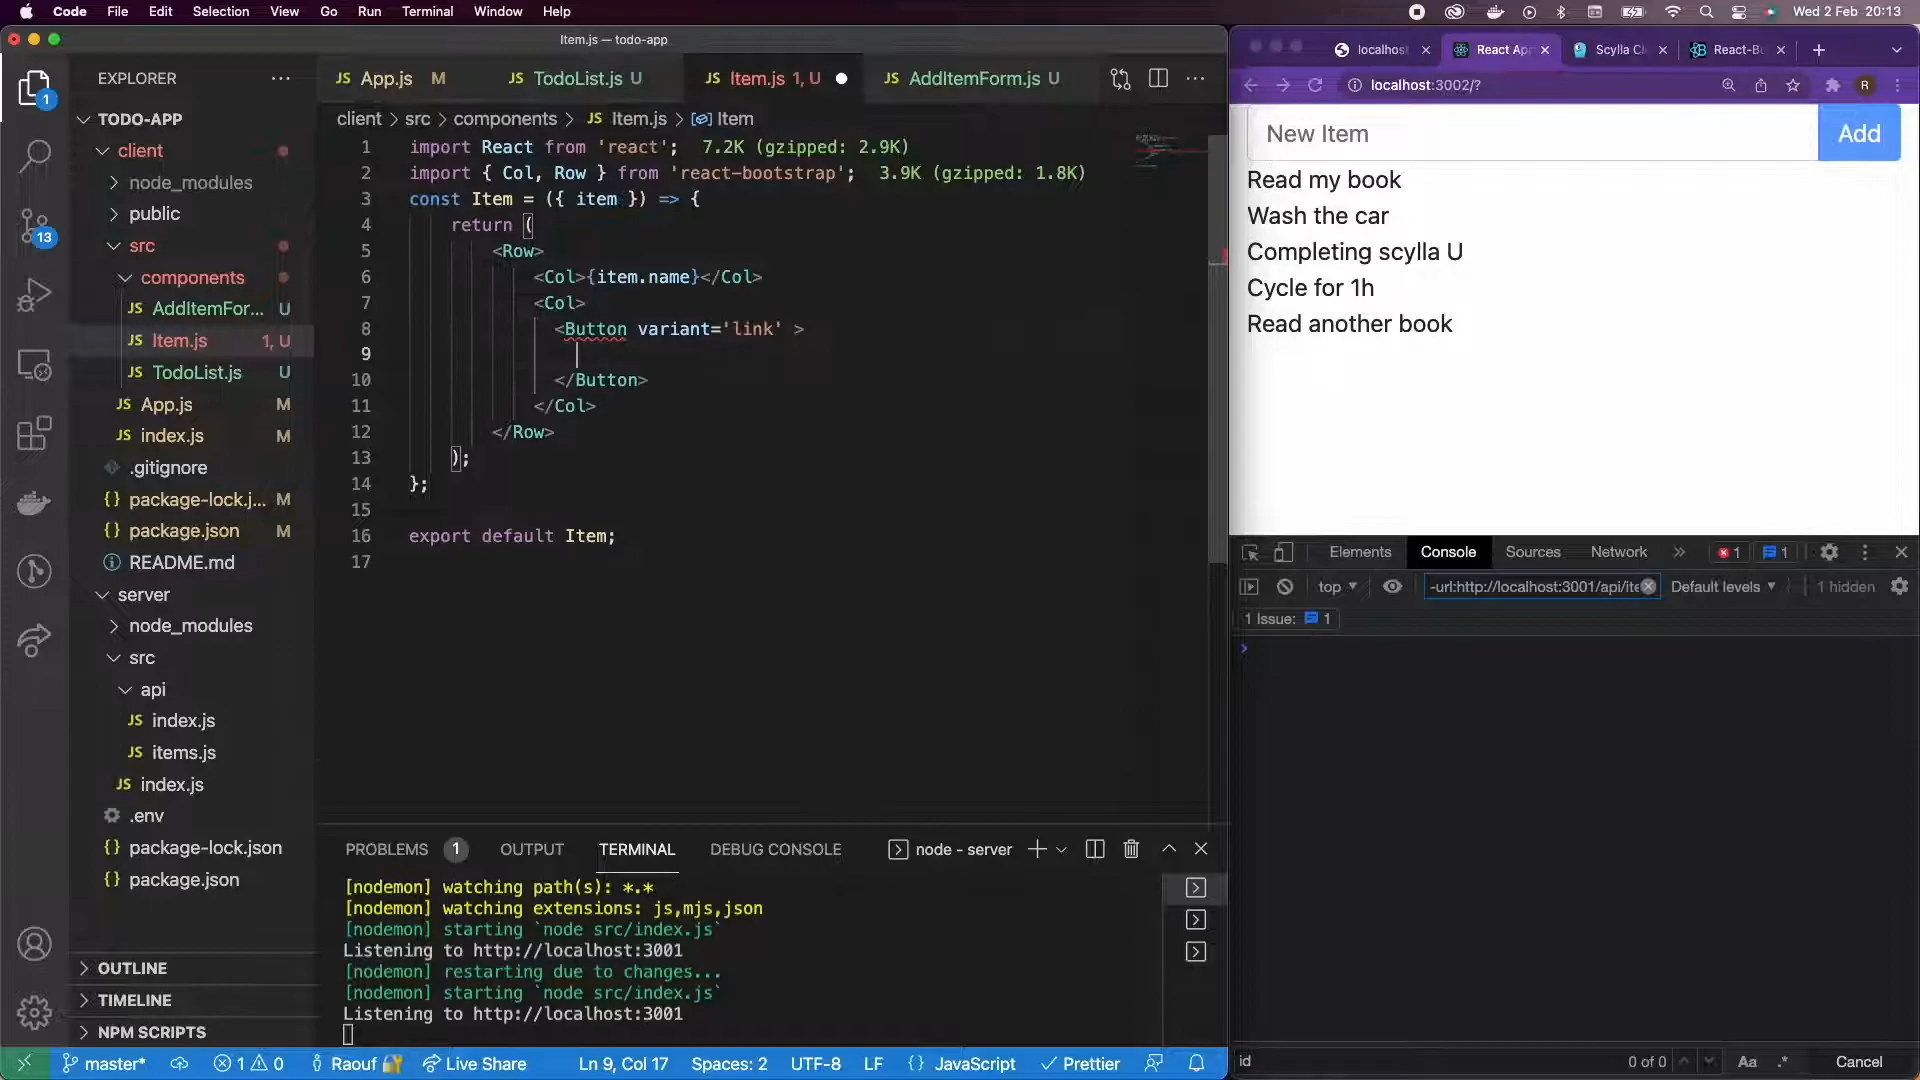 Code File Edit Selection View Go Run Terminal Window Help
Wed 2 Feb 20:13
Item.js — todo-app
EXPLORER
TODO-APP
client
node_modules
public
src
components
AddItemFor... U
Item.js 1, U
TodoList.js U
App.js M
index.js M
.gitignore
package-lock.j... M
package.json M
README.md
server
node_modules
src
api
index.js
items.js
index.js
.env
package-lock.json
package.json
OUTLINE
TIMELINE
NPM SCRIPTS
1
13
App.js M
TodoList.js U
Item.js 1, U
AddItemForm.js U
client > src > components > JS Item.js > Item
1 import React from 'react'; 7.2K (gzipped: 2.9K)
2 import { Col, Row } from 'react-bootstrap'; 3.9K (gzipped: 1.8K)
3 const Item = ({ item }) => {
4 return (
5 <Row>
6 <Col>{item.name}</Col>
7 <Col>
8 <Button variant='link' >
9
10 </Button>
11 </Col>
12 </Row>
13 );
14 };
15
16 export default Item;
17
PROBLEMS 1 OUTPUT TERMINAL DEBUG CONSOLE
node - server
[nodemon] watching path(s): *.*
[nodemon] watching extensions: js,mjs,json
[nodemon] starting `node src/index.js`
Listening to http://localhost:3001
[nodemon] restarting due to changes...
[nodemon] starting `node src/index.js`
Listening to http://localhost:3001
master* 1 0 Raouf Live Share Ln 9, Col 17 Spaces: 2 UTF-8 LF {} JavaScript Prettier
localhost
React App
Scylla Cl
React-Bo
localhost:3002/?
R
New Item
Add
Read my book
Wash the car
Completing scylla U
Cycle for 1h
Read another book
Elements Console Sources Network » 1 1
top -url:http://localhost:3001/api/ite Default levels 1 hidden
1 Issue: 1
id 0 of 0 Aa .* Cancel